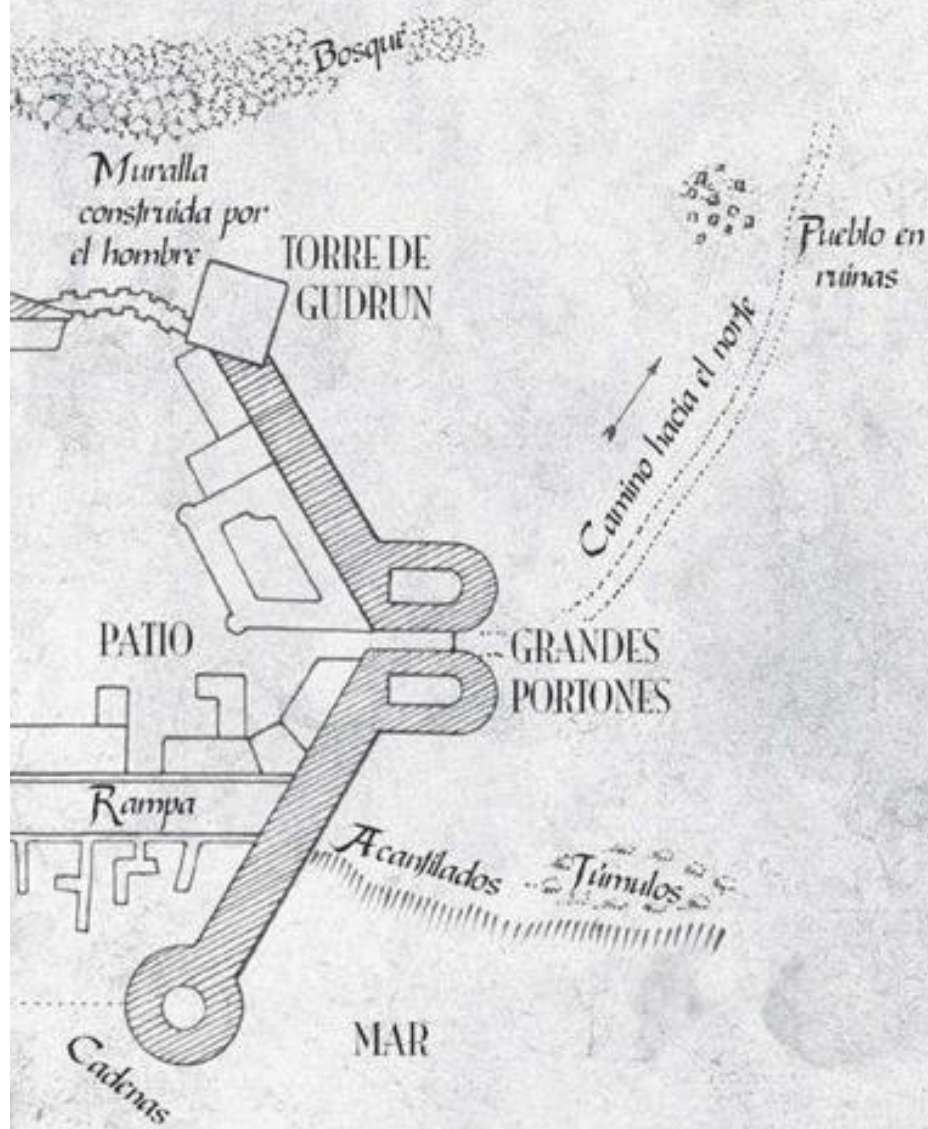 Bosque
Muralla
construida por
el hombre
TORRE DE
GUDRUN
Pueblo en
ruinas
Camino hacia el norte
PATIO
GRANDES
PORTONES
Rampa
Acantilados
Túmulos
MAR
Cadenas